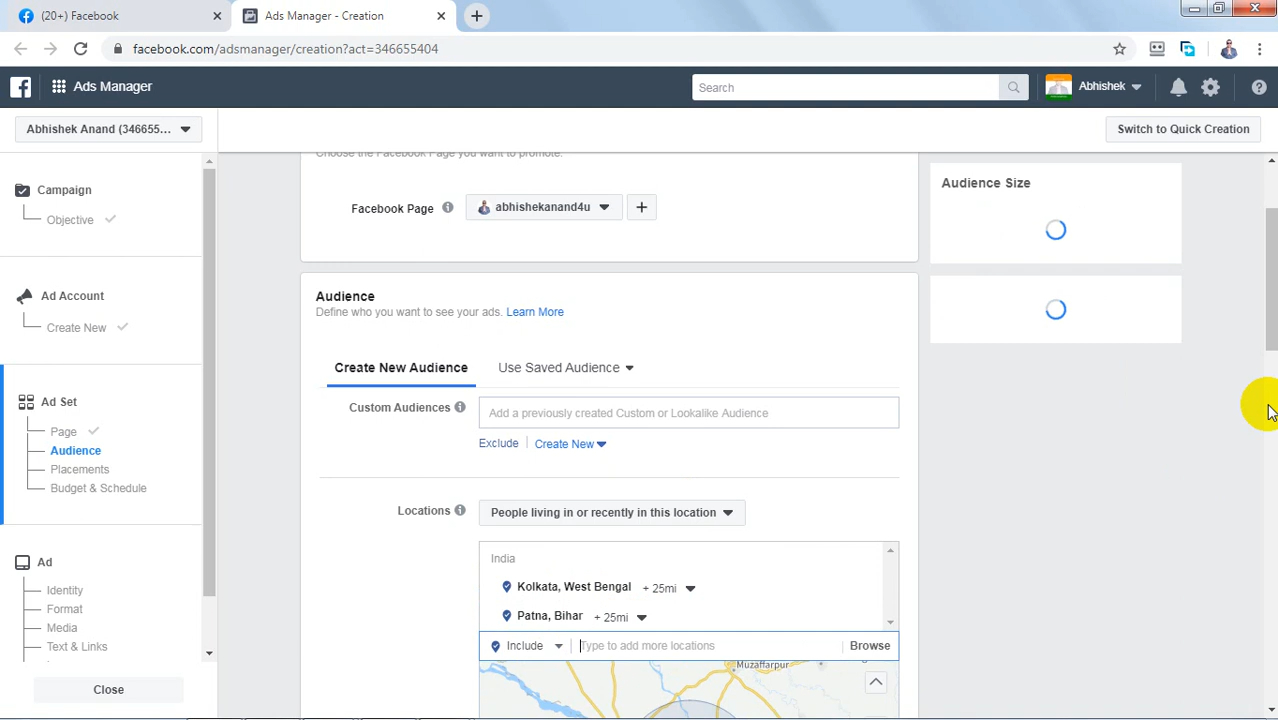 (20+) Facebook
Ads Manager - Creation
facebook.com/adsmanager/creation?act=346655404
Ads Manager
Search
Abhishek
Abhishek Anand (346655...
Switch to Quick Creation
Campaign
Objective
Ad Account
Create New
Ad Set
Page
Audience
Placements
Budget & Schedule
Ad
Identity
Format
Media
Text & Links
Close
Choose the Facebook Page you want to promote.
Facebook Page
abhishekanand4u
Audience
Define who you want to see your ads. Learn More
Create New Audience
Use Saved Audience
Custom Audiences
Add a previously created Custom or Lookalike Audience
Exclude
Create New
Locations
People living in or recently in this location
India
Kolkata, West Bengal + 25mi
Patna, Bihar + 25mi
Include
Type to add more locations
Browse
Muzaffarpur
Audience Size